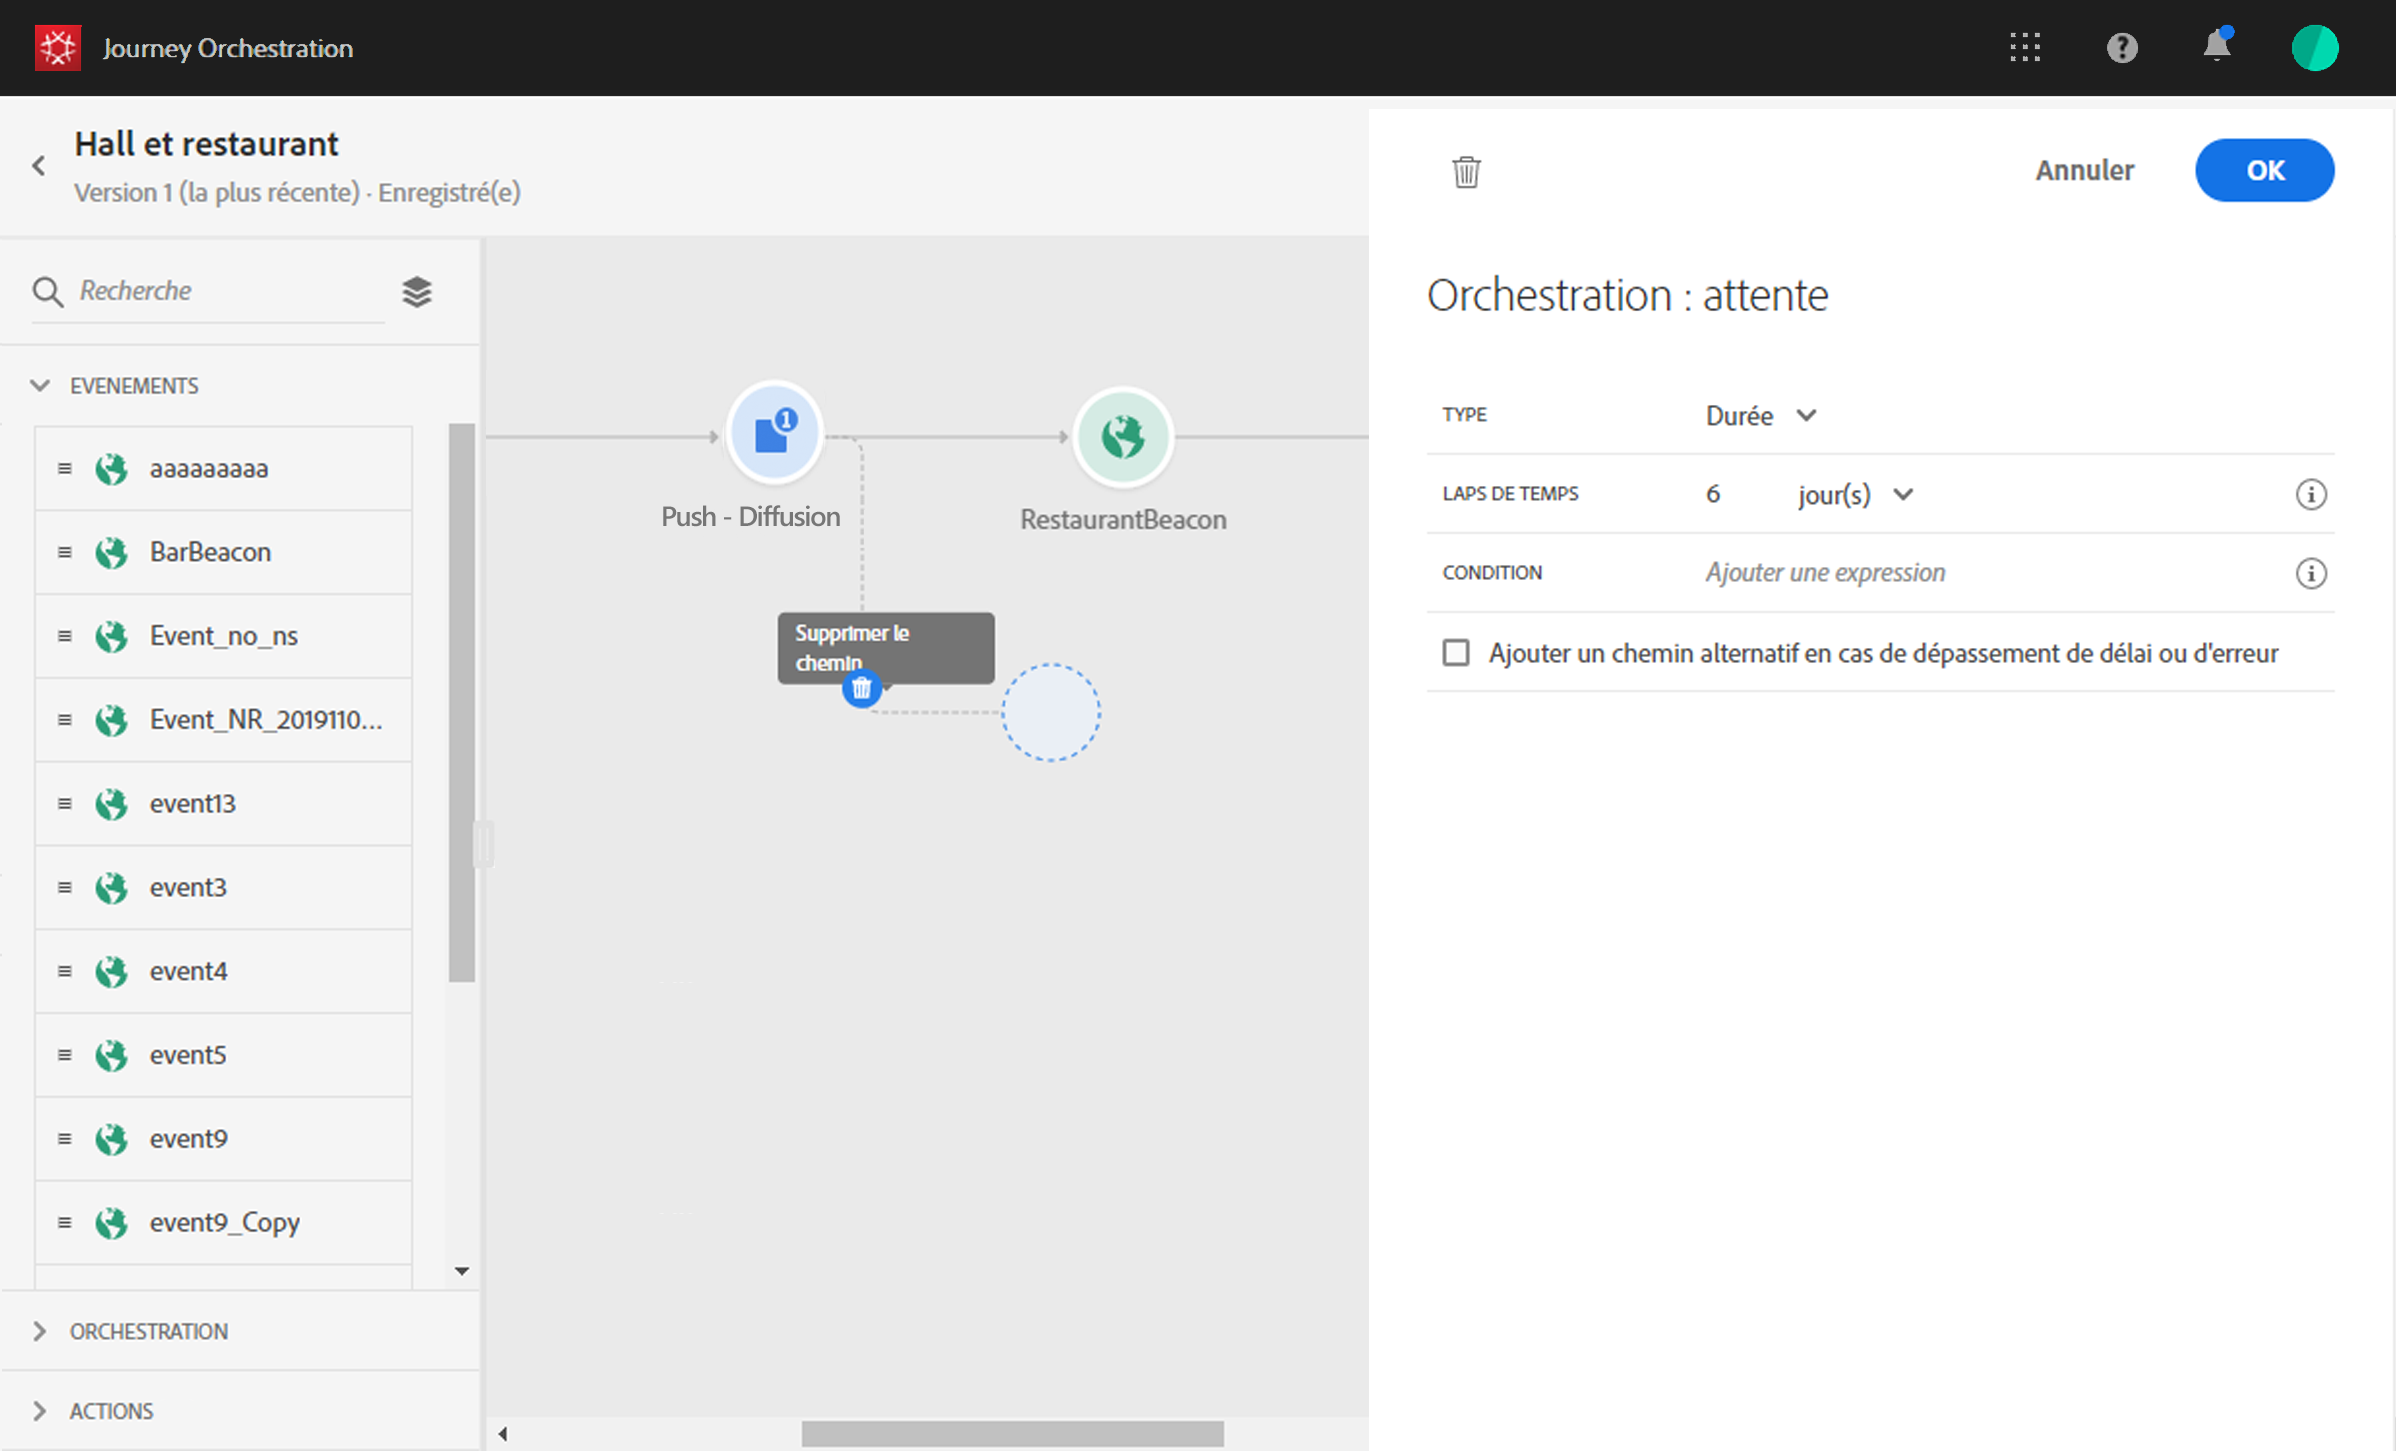 Journey Orchestration
Hall et restaurant
Version 1 (la plus récente) · Enregistré(e)
Recherche
EVENEMENTS
aaaaaaaaa
BarBeacon
Event_no_ns
Event_NR_2019110...
event13
event3
event4
event5
event9
event9_Copy
ORCHESTRATION
ACTIONS
1
Push - Diffusion
RestaurantBeacon
Supprimer le
chemin
Annuler
OK
Orchestration : attente
TYPE
Durée
LAPS DE TEMPS
6 jour(s)
CONDITION
Ajouter une expression
Ajouter un chemin alternatif en cas de dépassement de délai ou d'erreur